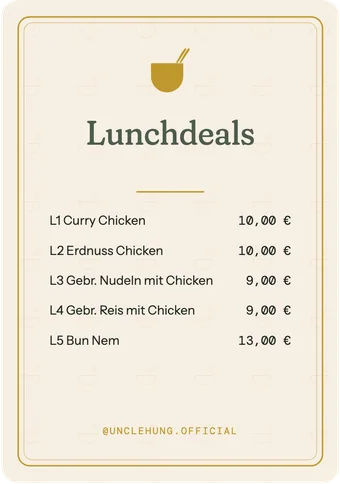 Lunchdeals
L1 Curry Chicken 10,00 €
L2 Erdnuss Chicken 10,00 €
L3 Gebr. Nudeln mit Chicken 9,00 €
L4 Gebr. Reis mit Chicken 9,00 €
L5 Bun Nem 13,00 €
@UNCLEHUNG.OFFICIAL